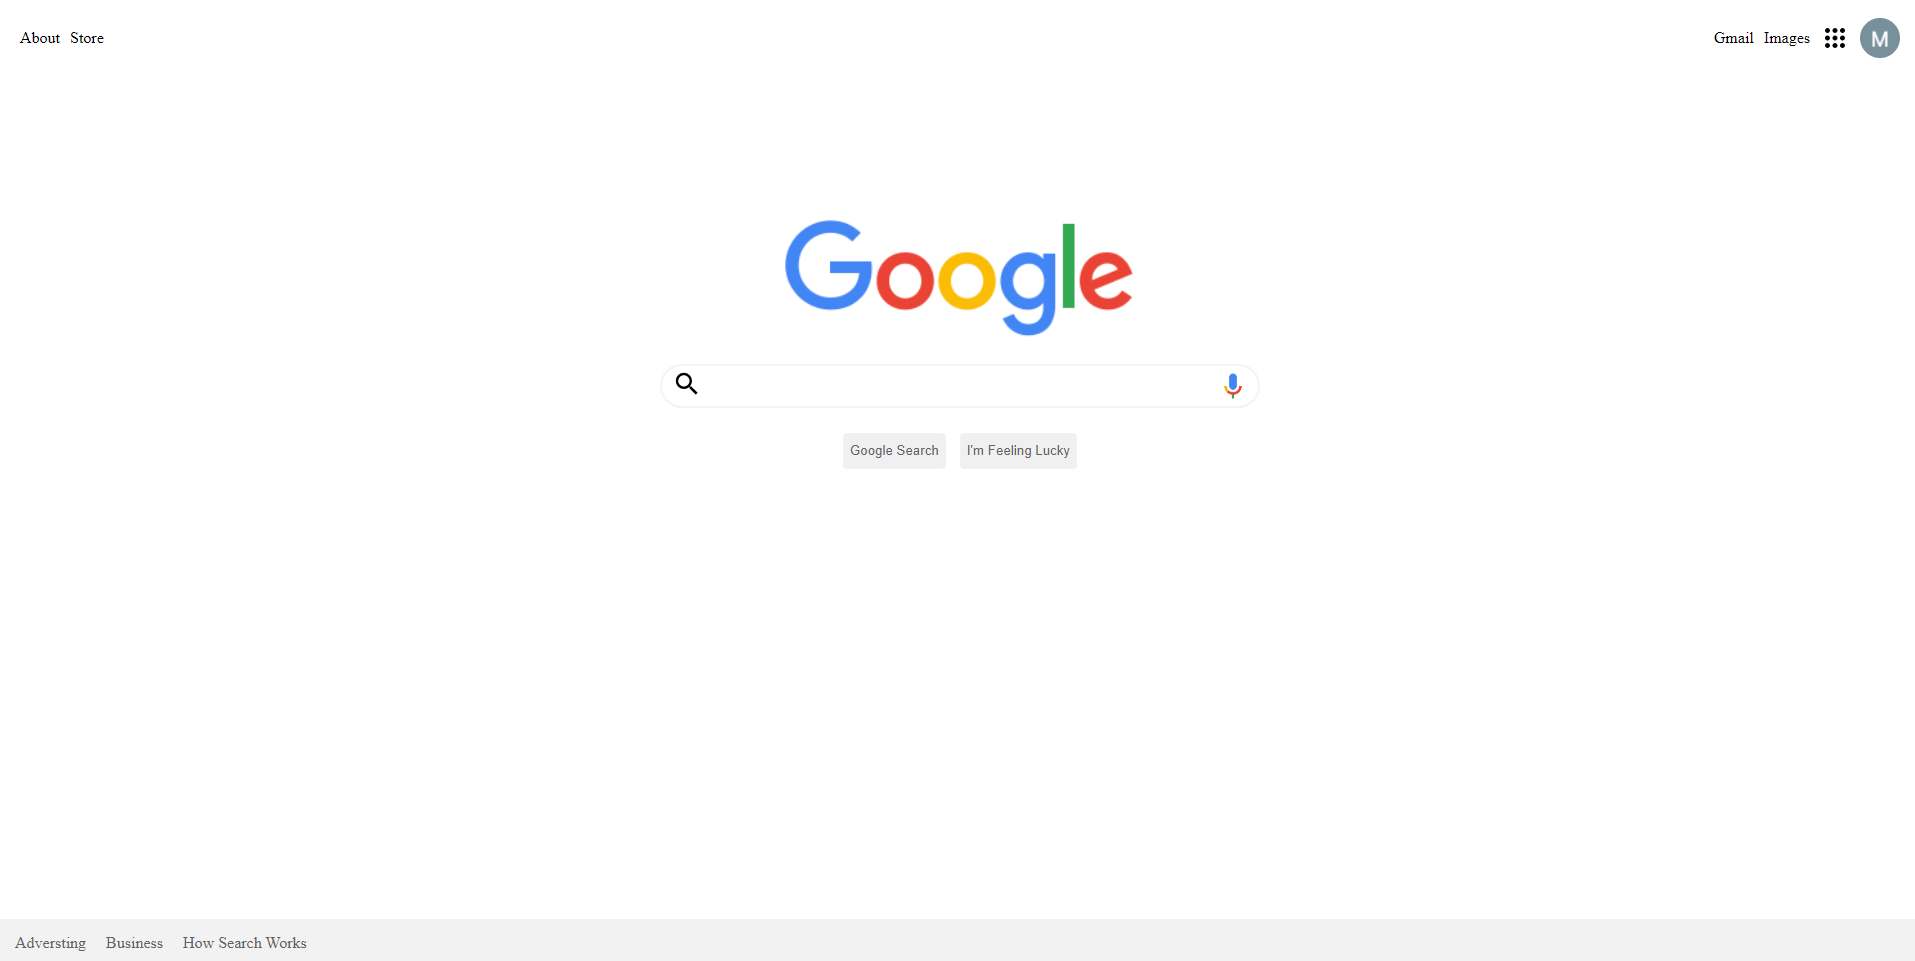 About Store
Gmail Images
M
Google
Google Search I'm Feeling Lucky
Adversting Business How Search Works